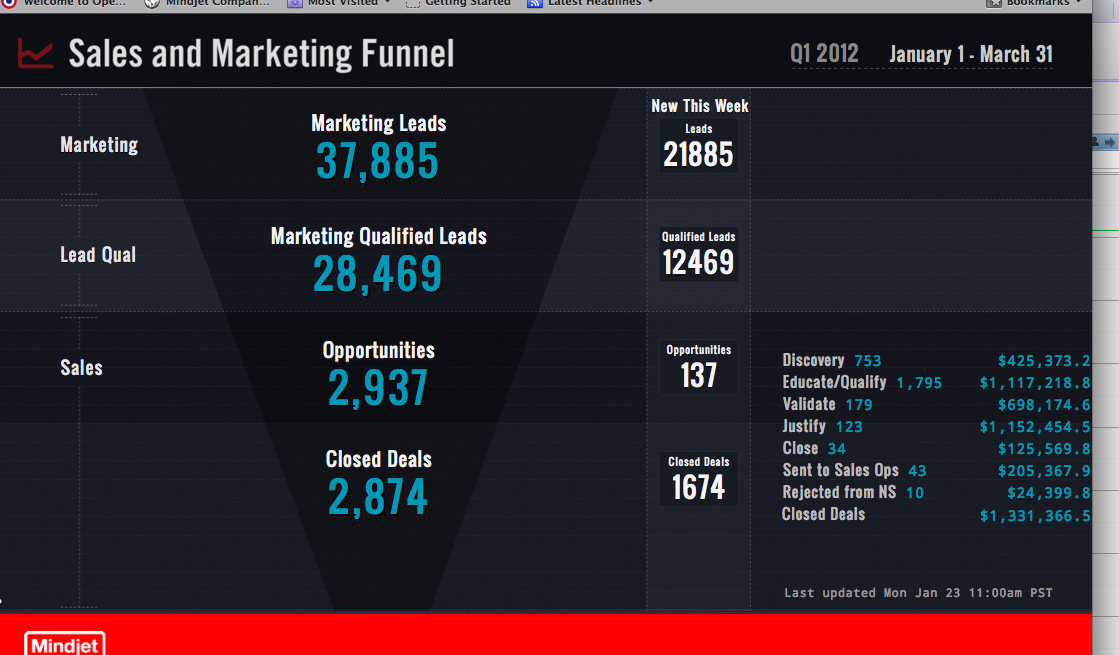 Welcome to Ope... Mindjet Compan... Most Visited Getting Started Latest Headlines Bookmarks
Sales and Marketing Funnel
Q1 2012 January 1 - March 31
Marketing
Marketing Leads
37,885
New This Week
Leads
21885
Lead Qual
Marketing Qualified Leads
28,469
Qualified Leads
12469
Sales
Opportunities
2,937
Opportunities
137
Closed Deals
2,874
Closed Deals
1674
Discovery 753 $425,373.2
Educate/Qualify 1,795 $1,117,218.8
Validate 179 $698,174.6
Justify 123 $1,152,454.5
Close 34 $125,569.8
Sent to Sales Ops 43 $205,367.9
Rejected from NS 10 $24,399.8
Closed Deals $1,331,366.5
Last updated Mon Jan 23 11:00am PST
Mindjet